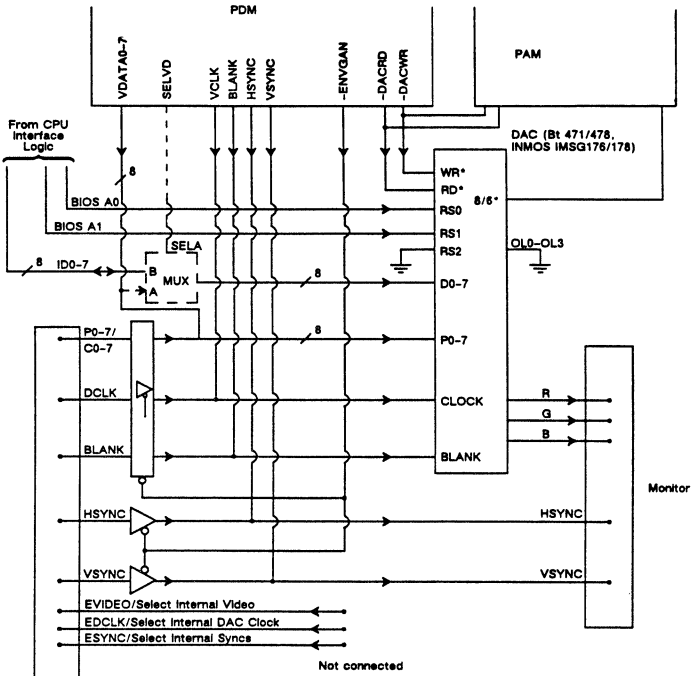 PDM
VDATA0-7
SELVD
VCLK
BLANK
HSYNC
VSYNC
-ENVGAN
-DACRD
-DACWR
PAM
From CPU
Interface
Logic
DAC (Bt 471/478,
INMOS IMSG176/178)
8
WR*
RD*
8/6*
BIOS A0
RS0
BIOS A1
RS1
SELA
RS2
OL0-OL3
8
ID0-7
B
MUX
A
8
D0-7
P0-7/
C0-7
8
P0-7
DCLK
CLOCK
R
G
B
BLANK
BLANK
Monitor
HSYNC
HSYNC
VSYNC
VSYNC
EVIDEO/Select Internal Video
EDCLK/Select Internal DAC Clock
ESYNC/Select Internal Syncs
Not connected